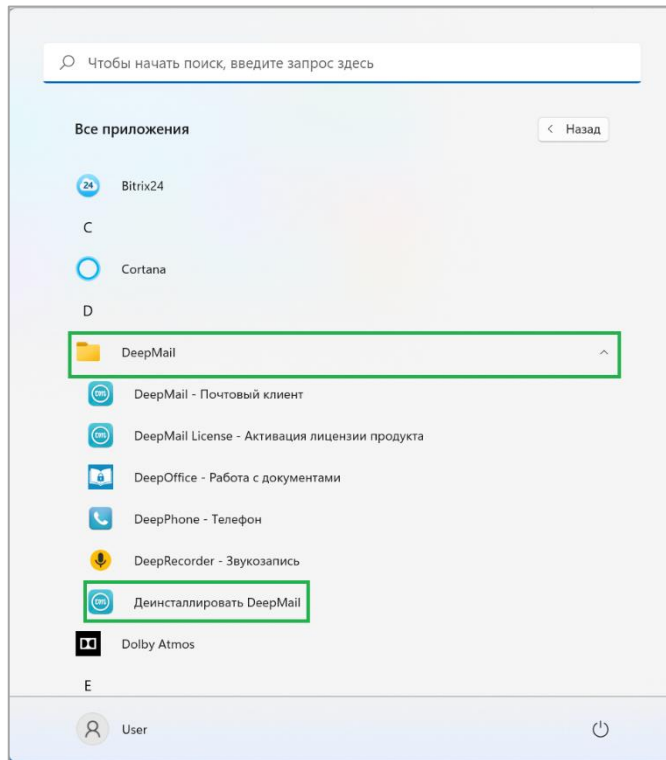 Чтобы начать поиск, введите запрос здесь
Все приложения
< Назад
24
Bitrix24
C
Cortana
D
DeepMail
DeepMail - Почтовый клиент
DeepMail License - Активация лицензии продукта
DeepOffice - Работа с документами
DeepPhone - Телефон
DeepRecorder - Звукозапись
Деинсталлировать DeepMail
Dolby Atmos
E
User